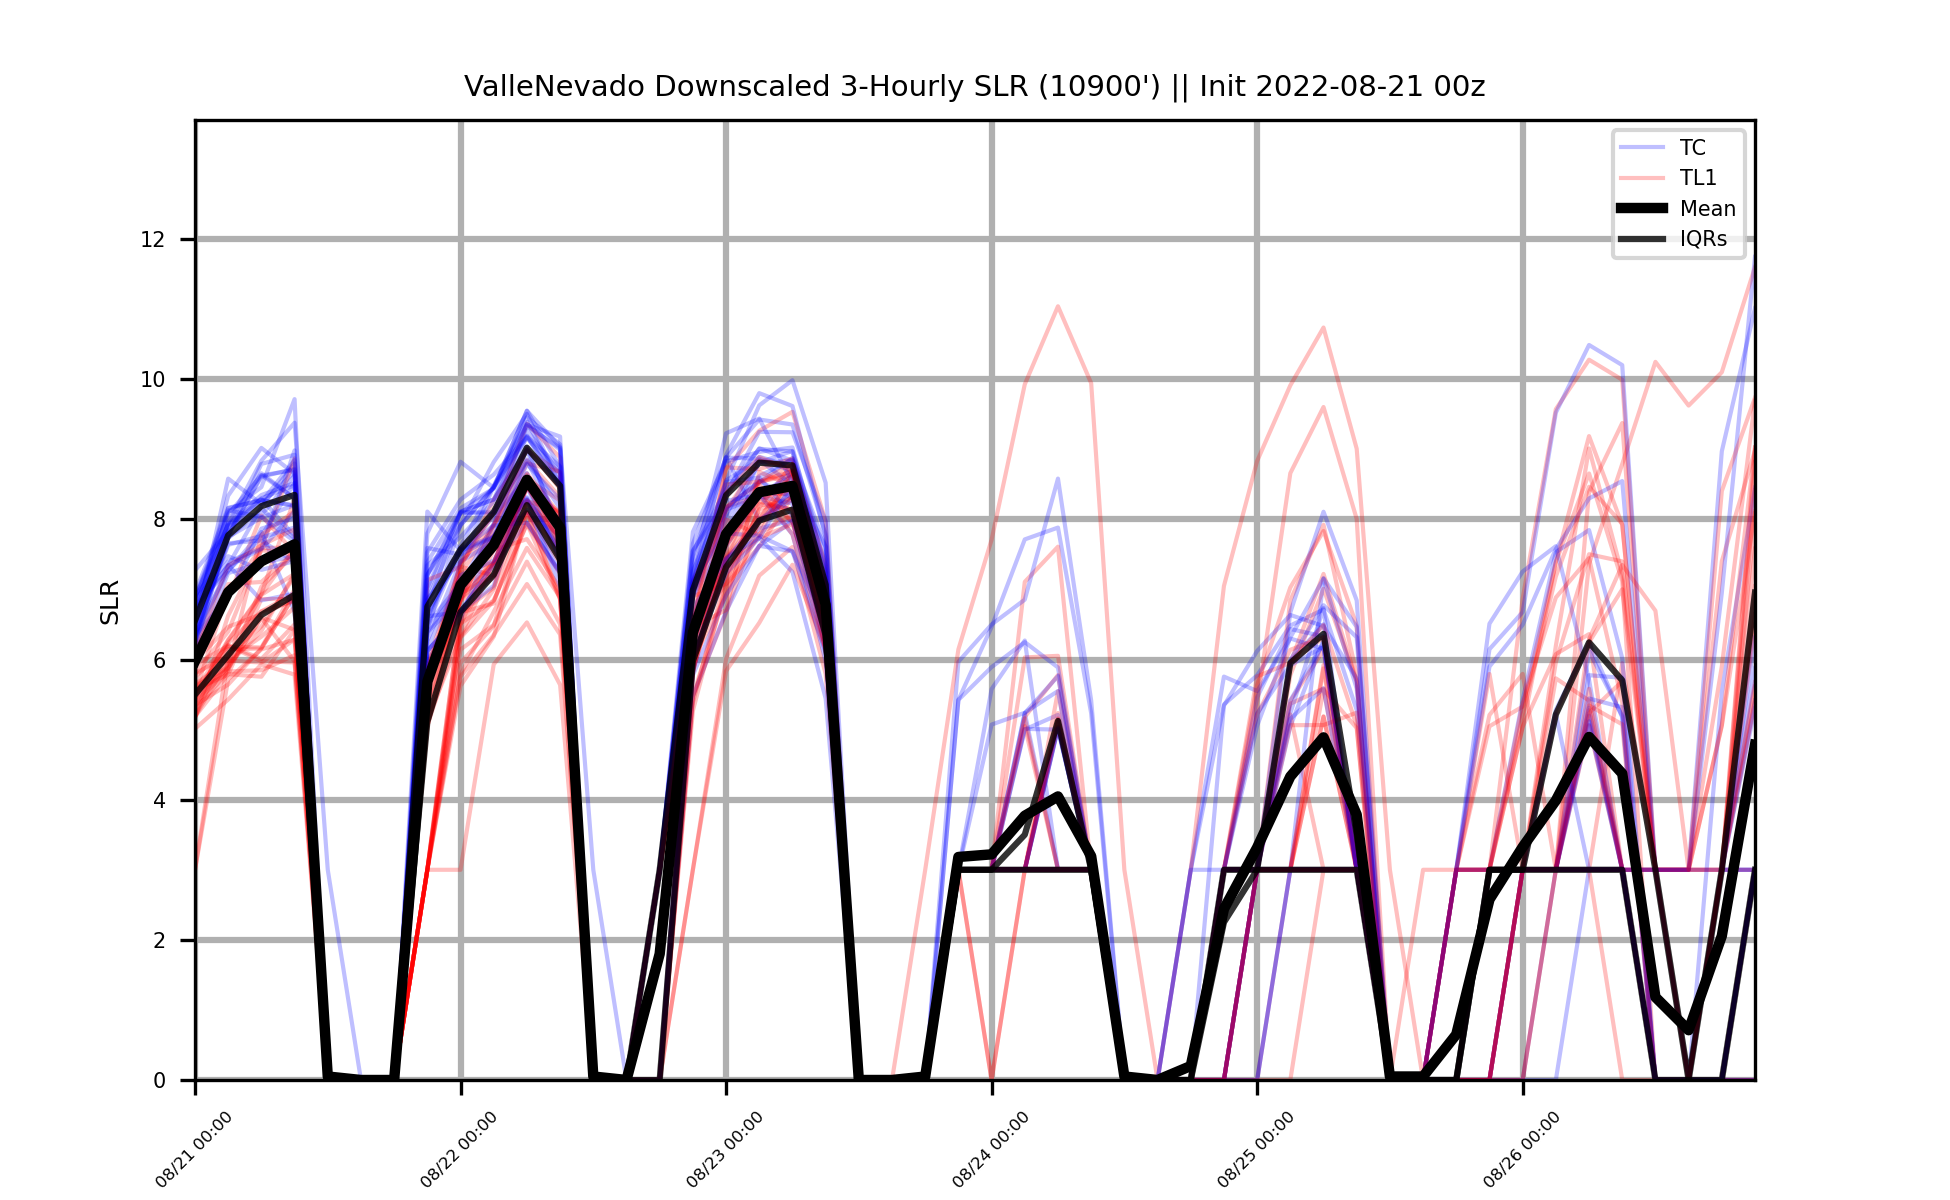 ValleNevado Downscaled 3-Hourly SLR (10900') || Init 2022-08-21 00z
TC
TL1
Mean
IQRs
SLR
12
10
8
6
4
2
0
08/21 00:00
08/22 00:00
08/23 00:00
08/24 00:00
08/25 00:00
08/26 00:00